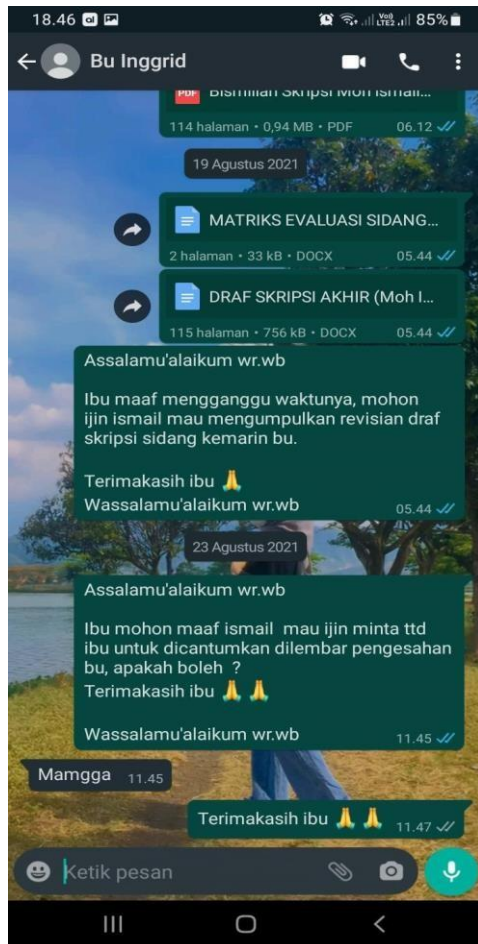 18.46 85%
Bu Inggrid
PDF Bismillah Skripsi Moh Ismail...
114 halaman • 0,94 MB • PDF 06.12
19 Agustus 2021
MATRIKS EVALUASI SIDANG...
2 halaman • 33 kB • DOCX 05.44
DRAF SKRIPSI AKHIR (Moh I...
115 halaman • 756 kB • DOCX 05.44
Assalamu'alaikum wr.wb
Ibu maaf mengganggu waktunya, mohon
ijin ismail mau mengumpulkan revisian draf
skripsi sidang kemarin bu.
Terimakasih ibu 🙏
Wassalamu'alaikum wr.wb 05.44
23 Agustus 2021
Assalamu'alaikum wr.wb
Ibu mohon maaf ismail mau ijin minta ttd
ibu untuk dicantumkan dilembar pengesahan
bu, apakah boleh ?
Terimakasih ibu 🙏 🙏
Wassalamu'alaikum wr.wb 11.45
Mamgga 11.45
Terimakasih ibu 🙏 🙏 11.47
Ketik pesan